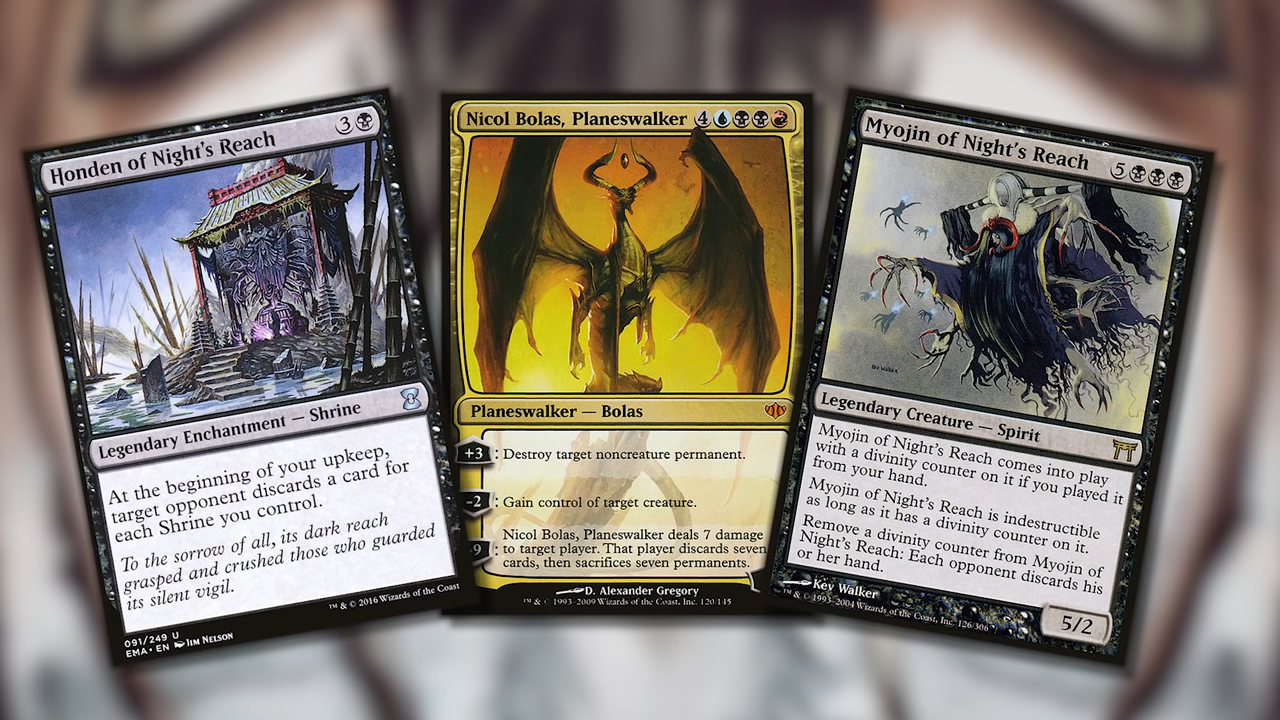 Honden of Night's Reach
3
Legendary Enchantment — Shrine
At the beginning of your upkeep,
target opponent discards a card for
each Shrine you control.
To the sorrow of all, its dark reach
grasped and crushed those who guarded
its silent vigil.
™ & © 2016 Wizards of the Coast
091/249 U
EMA • EN Jim Nelson
Nicol Bolas, Planeswalker 4
Planeswalker — Bolas
+3 : Destroy target noncreature permanent.
-2 : Gain control of target creature.
Nicol Bolas, Planeswalker deals 7 damage
-9 : to target player. That player discards seven
cards, then sacrifices seven permanents.
D. Alexander Gregory
™ & © 1993–2009 Wizards of the Coast, Inc. 120/145
Myojin of Night's Reach 5
Legendary Creature — Spirit
Myojin of Night's Reach comes into play
with a divinity counter on it if you played it
from your hand.
Myojin of Night's Reach is indestructible
as long as it has a divinity counter on it.
Remove a divinity counter from Myojin of
Night's Reach: Each opponent discards his
or her hand.
Kev Walker
™ & © 1993–2004 Wizards of the Coast, Inc. 126/306
5/2